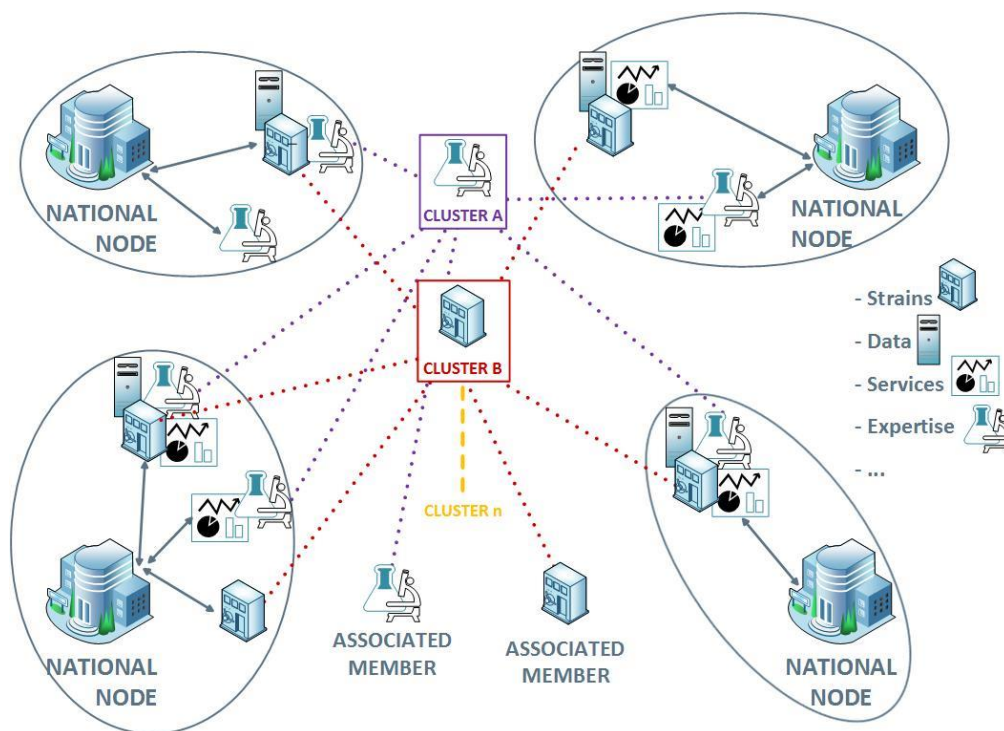 NATIONAL
NODE
CLUSTER A
NATIONAL
NODE
CLUSTER B
- Strains
- Data
- Services
- Expertise
- ...
CLUSTER n
NATIONAL
NODE
ASSOCIATED
MEMBER
ASSOCIATED
MEMBER
NATIONAL
NODE